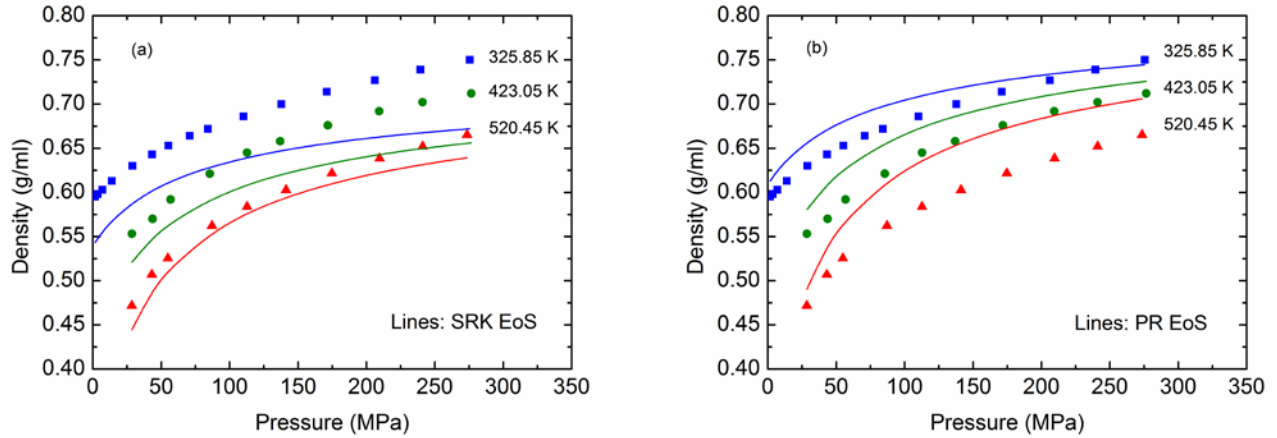 0.80
0.75
0.70
0.65
0.60
0.55
0.50
0.45
0.40
Density (g/ml)
(a)
325.85 K
423.05 K
520.45 K
Lines: SRK EoS
0 50 100 150 200 250 300 350
Pressure (MPa)
0.80
0.75
0.70
0.65
0.60
0.55
0.50
0.45
0.40
Density (g/ml)
(b)
325.85 K
423.05 K
520.45 K
Lines: PR EoS
0 50 100 150 200 250 300 350
Pressure (MPa)